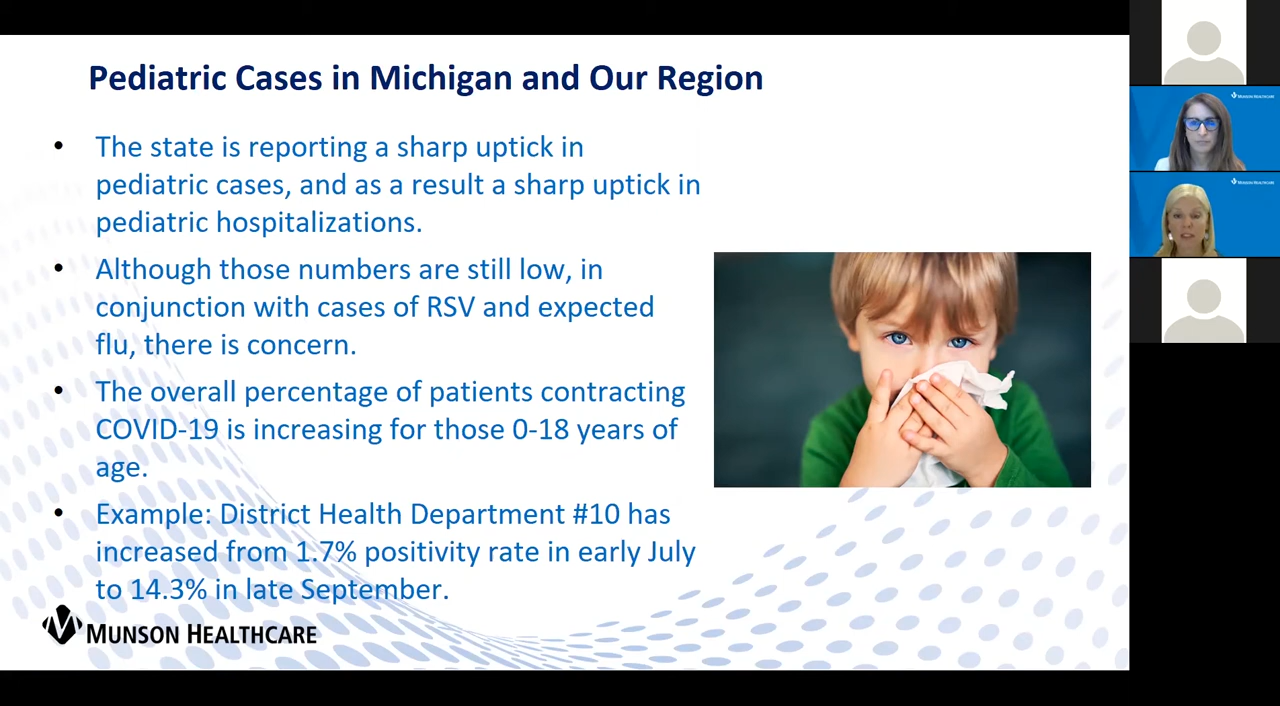 Pediatric Cases in Michigan and Our Region
• The state is reporting a sharp uptick in
pediatric cases, and as a result a sharp uptick in
pediatric hospitalizations.
• Although those numbers are still low, in
conjunction with cases of RSV and expected
flu, there is concern.
• The overall percentage of patients contracting
COVID-19 is increasing for those 0-18 years of
age.
• Example: District Health Department #10 has
increased from 1.7% positivity rate in early July
to 14.3% in late September.
MUNSON HEALTHCARE
MUNSON HEALTHCARE
MUNSON HEALTHCARE